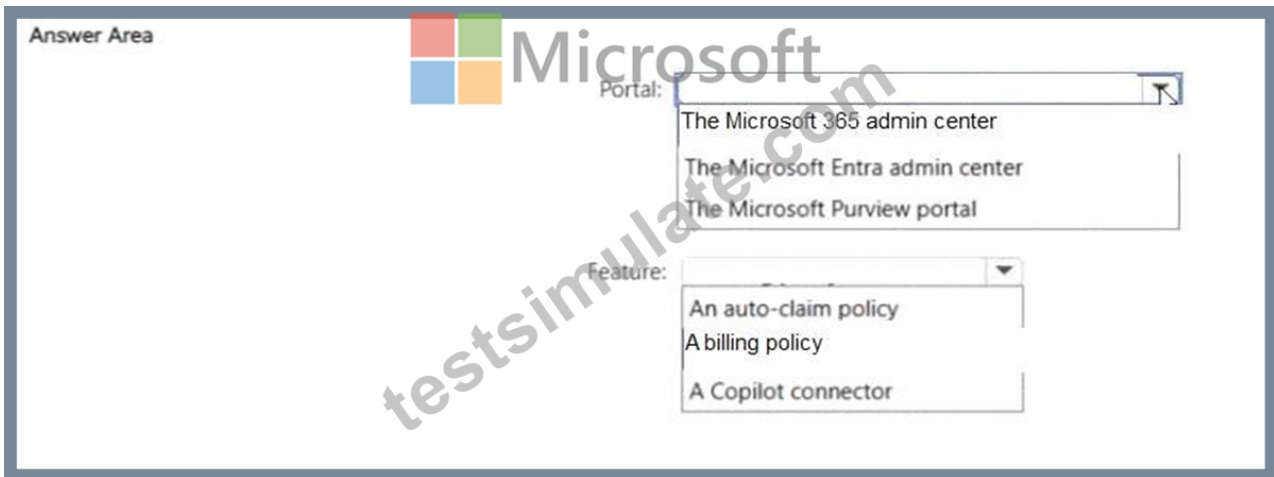 Answer Area
Microsoft
Portal:
The Microsoft 365 admin center
The Microsoft Entra admin center
The Microsoft Purview portal
Feature:
An auto-claim policy
A billing policy
A Copilot connector
testsimulate.com